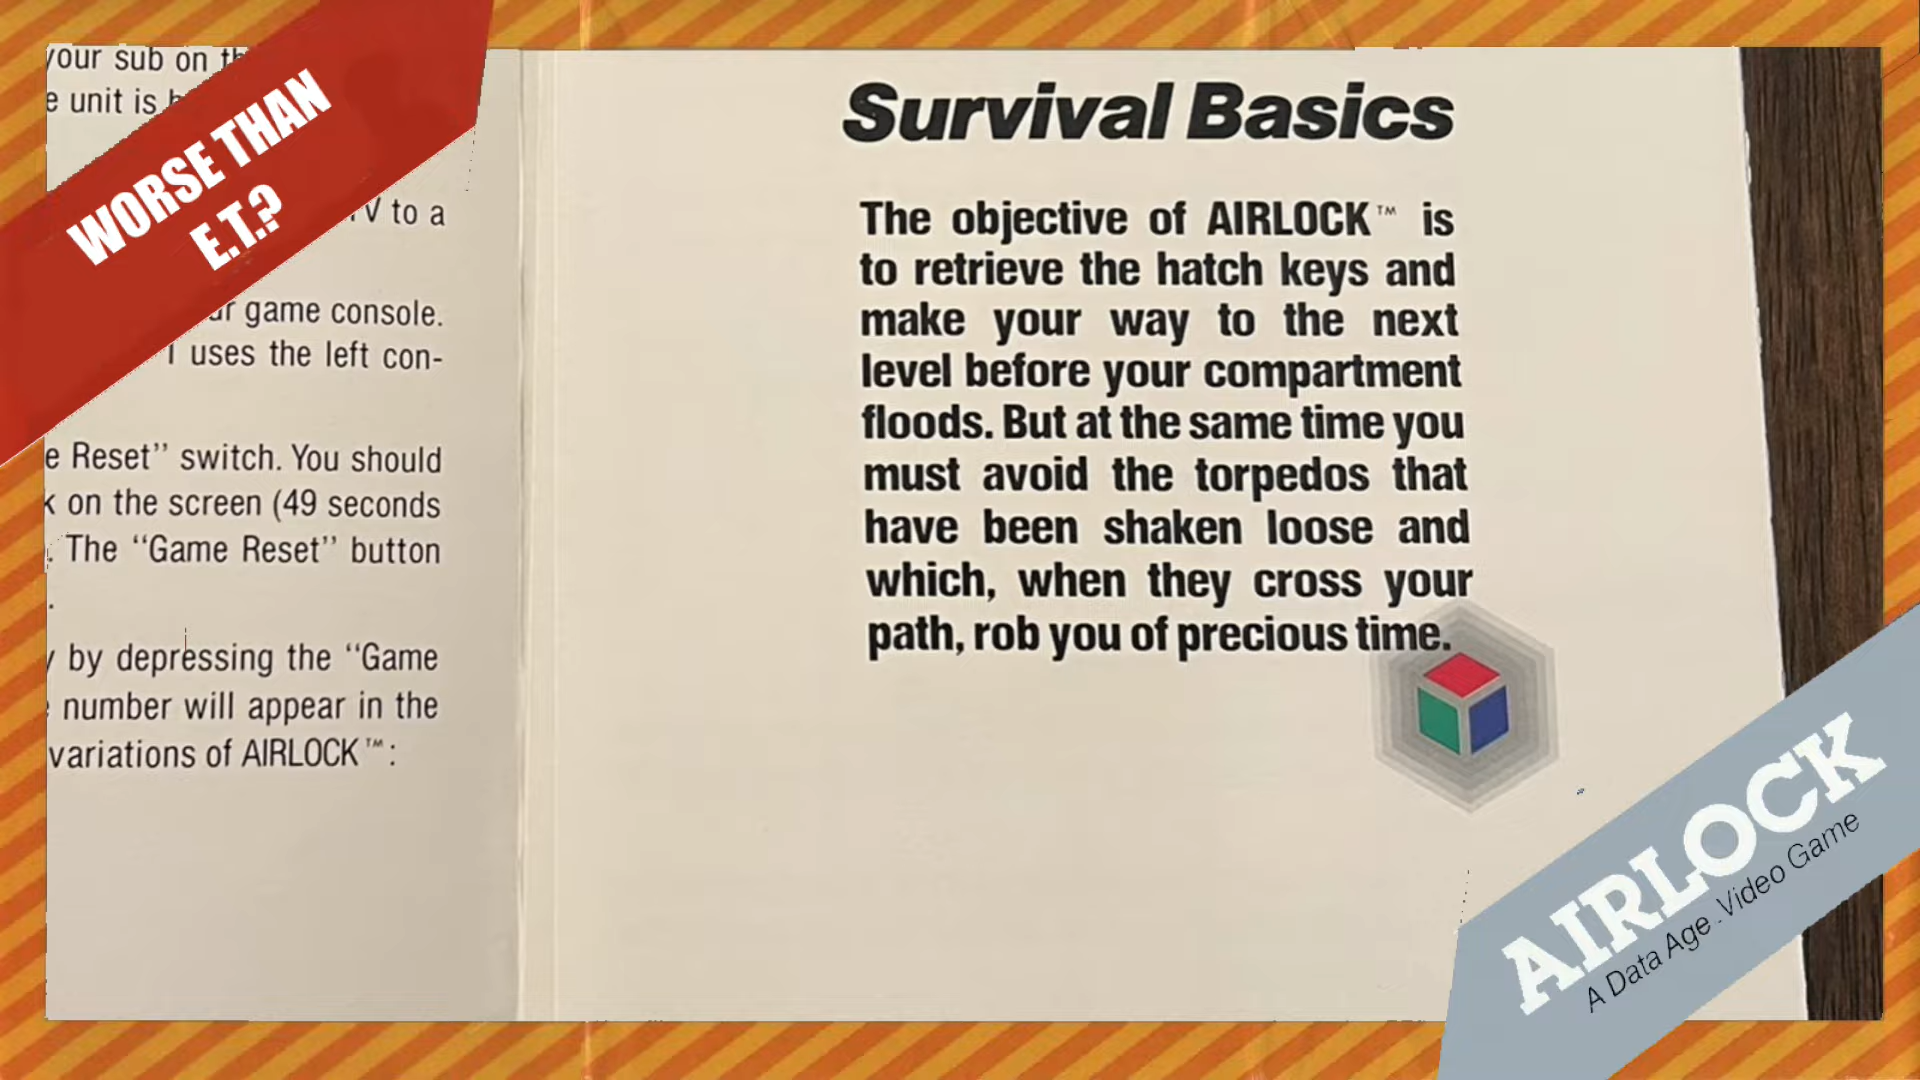 your sub on th
e unit is
WORSE THAN
E.T.?
TV to a
ur game console.
uses the left con-
e Reset" switch. You should
k on the screen (49 seconds
. The "Game Reset" button
.
y by depressing the "Game
number will appear in the
variations of AIRLOCK™:
Survival Basics
The objective of AIRLOCK™ is
to retrieve the hatch keys and
make your way to the next
level before your compartment
floods. But at the same time you
must avoid the torpedos that
have been shaken loose and
which, when they cross your
path, rob you of precious time.
AIRLOCK
A Data Age Video Game